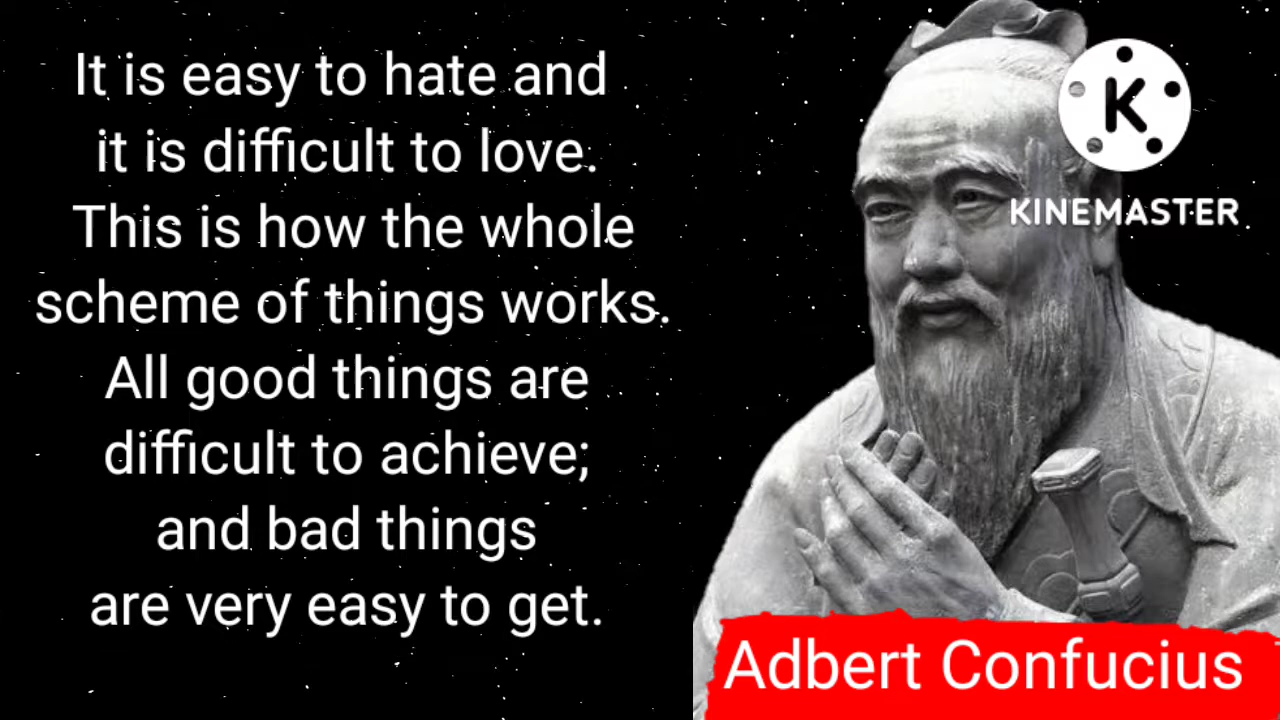 It is easy to hate and
it is difficult to love.
This is how the whole
scheme of things works.
All good things are
difficult to achieve;
and bad things
are very easy to get.
K
KINEMASTER
Adbert Confucius